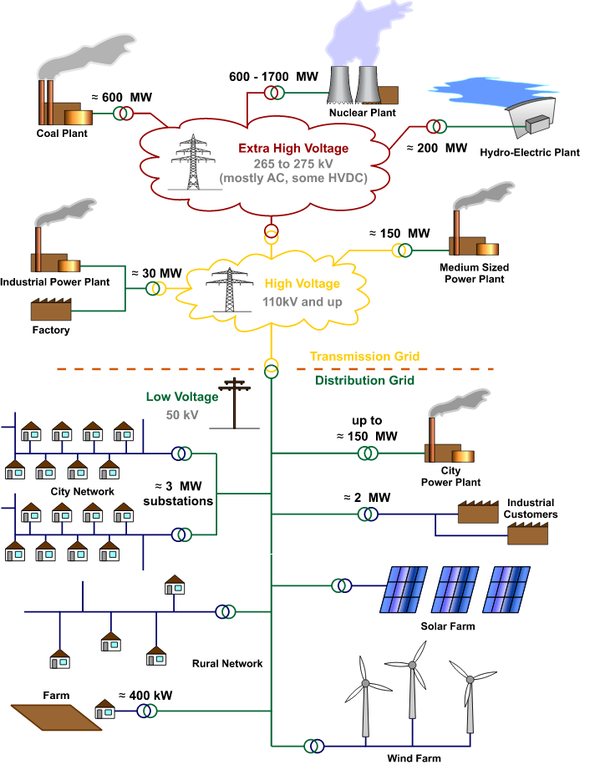 600 - 1700 MW
≈ 600 MW
Coal Plant
Nuclear Plant
Extra High Voltage
265 to 275 kV
(mostly AC, some HVDC)
≈ 200 MW
Hydro-Electric Plant
≈ 150 MW
Medium Sized
Power Plant
≈ 30 MW
Industrial Power Plant
Factory
High Voltage
110kV and up
Transmission Grid
Distribution Grid
Low Voltage
50 kV
up to
≈ 150 MW
City
Power Plant
City Network
≈ 3 MW
substations
≈ 2 MW
Industrial
Customers
Solar Farm
Rural Network
Farm
≈ 400 kW
Wind Farm